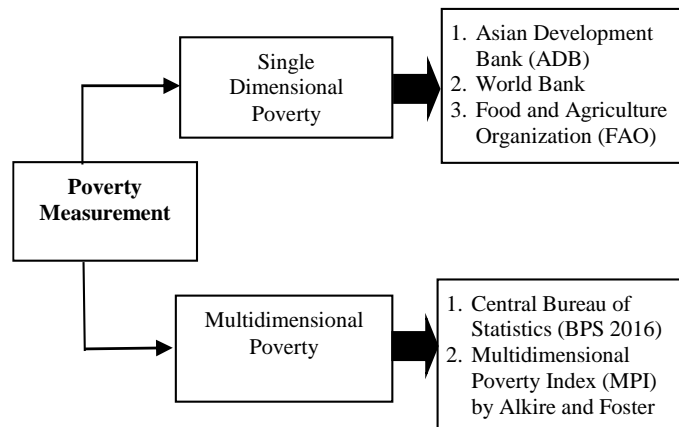 Single
Dimensional
Poverty
1. Asian Development
Bank (ADB)
2. World Bank
3. Food and Agriculture
Organization (FAO)
Poverty
Measurement
Multidimensional
Poverty
1. Central Bureau of
Statistics (BPS 2016)
2. Multidimensional
Poverty Index (MPI)
by Alkire and Foster